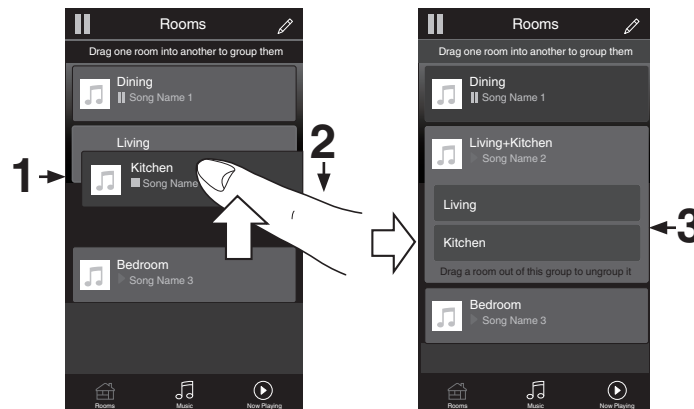 Rooms
Drag one room into another to group them
Dining
Song Name 1
Living
Kitchen
Song Name
Bedroom
Song Name 3
Rooms
Music
Now Playing
1
2
Rooms
Drag one room into another to group them
Dining
Song Name 1
Living+Kitchen
Song Name 2
Living
Kitchen
Drag a room out of this group to ungroup it
Bedroom
Song Name 3
Rooms
Music
Now Playing
3